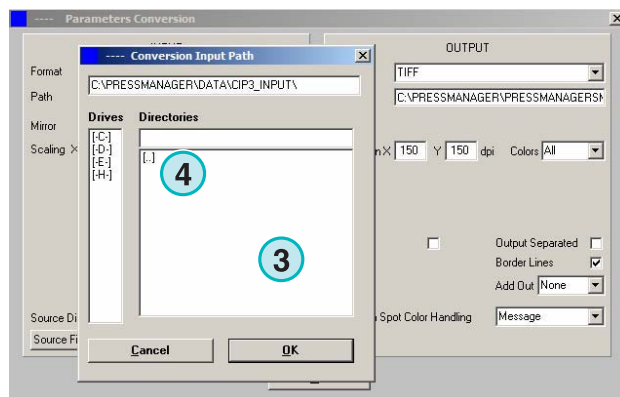 ---- Parameters Conversion
OUTPUT
Format
TIFF
Path
C:\PRESSMANAGER\PRESSMANAGERSM
Mirror
Scaling X
X 150 Y 150 dpi Colors All
Output Separated
Border Lines
Add Out None
Source Di
Spot Color Handling Message
Source Fi
---- Conversion Input Path
C:\PRESSMANAGER\DATA\CIP3_INPUT\
Drives Directories
[-C-]
[-D-]
[-E-]
[-H-]
[..]
4
3
Cancel OK